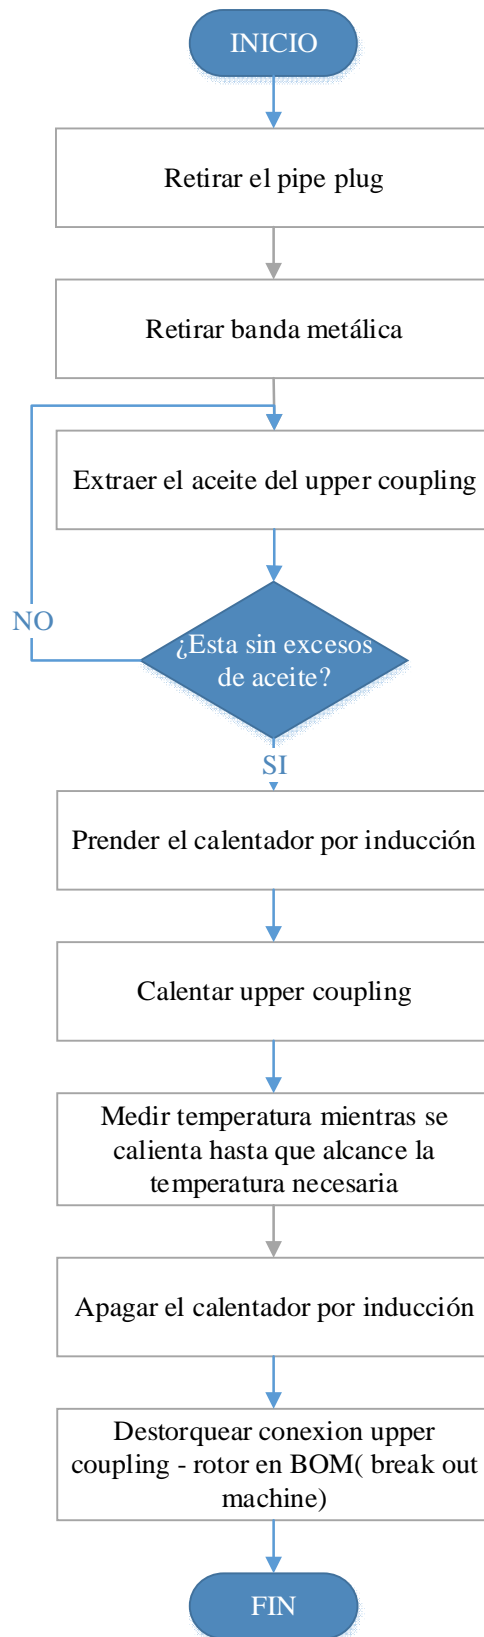 INICIO
Retirar el pipe plug
Retirar banda metálica
Extraer el aceite del upper coupling
NO
¿Esta sin excesos
de aceite?
SI
Prender el calentador por inducción
Calentar upper coupling
Medir temperatura mientras se
calienta hasta que alcance la
temperatura necesaria
Apagar el calentador por inducción
Destorquear conexion upper
coupling - rotor en BOM( break out
machine)
FIN